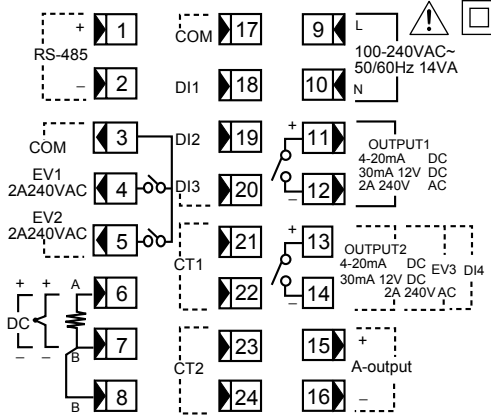 + 1 COM 17 9 L
RS-485 100-240VAC~
50/60Hz 14VA
– 2 DI1 18 10 N
COM 3 DI2 19 + 11 OUTPUT1
4-20mA DC
30mA 12V DC
2A 240V AC
EV1 4 DI3 20 – 12
2A240VAC
EV2 5 21 + 13 OUTPUT2
2A240VAC CT1
4-20mA DC EV3 DI4
30mA 12V DC
2A 240V AC
+ + A 6 22 – 14
DC
– – B 7 23 15 +
CT2 A-output
B 8 24 16 –